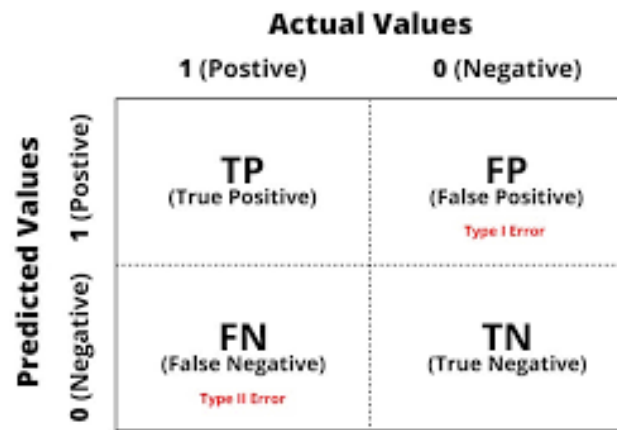 Actual Values
1 (Postive)
0 (Negative)
Predicted Values
1 (Postive)
0 (Negative)
TP
(True Positive)
FP
(False Positive)
Type I Error
FN
(False Negative)
Type II Error
TN
(True Negative)